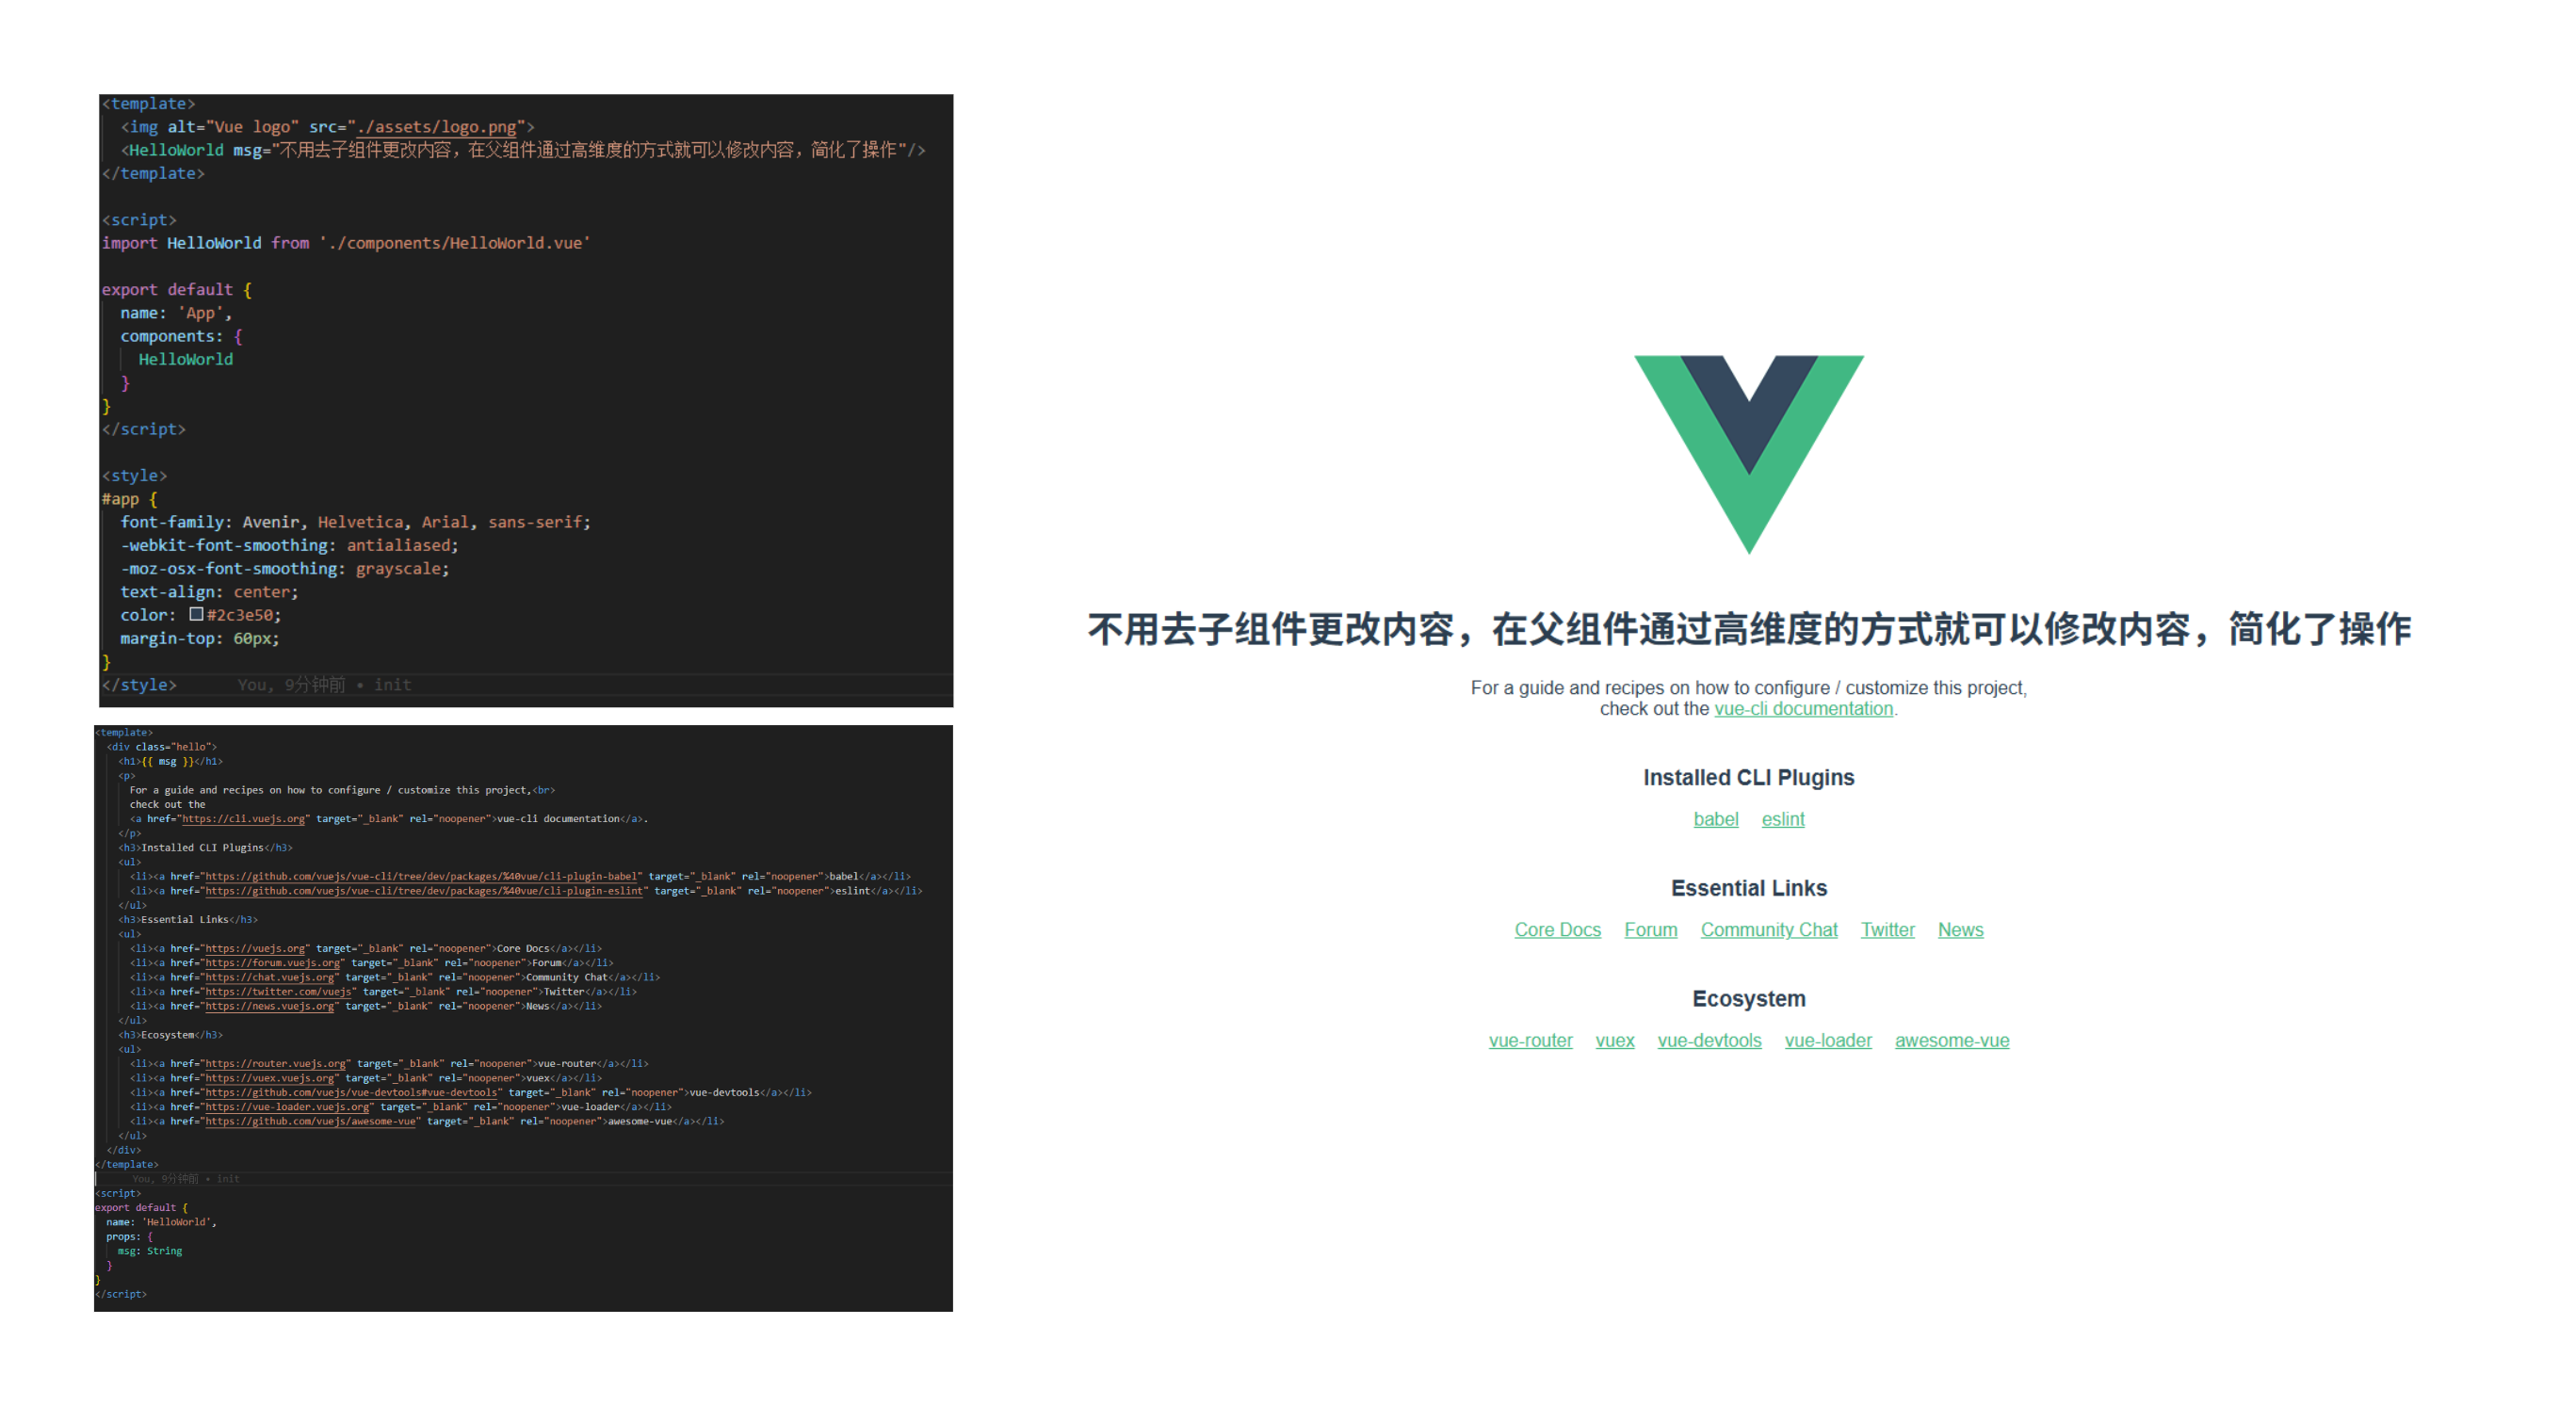 <template>
  <img alt="Vue logo" src="./assets/logo.png">
  <HelloWorld msg="不用去子组件更改内容，在父组件通过高维度的方式就可以修改内容，简化了操作"/>
</template>

<script>
import HelloWorld from './components/HelloWorld.vue'

export default {
  name: 'App',
  components: {
    HelloWorld
  }
}
</script>

<style>
#app {
  font-family: Avenir, Helvetica, Arial, sans-serif;
  -webkit-font-smoothing: antialiased;
  -moz-osx-font-smoothing: grayscale;
  text-align: center;
  color: #2c3e50;
  margin-top: 60px;
}
</style> You, 9分钟前 • init
<template>
  <div class="hello">
    <h1>{{ msg }}</h1>
    <p>
      For a guide and recipes on how to configure / customize this project,<br>
      check out the
      <a href="https://cli.vuejs.org" target="_blank" rel="noopener">vue-cli documentation</a>.
    </p>
    <h3>Installed CLI Plugins</h3>
    <ul>
      <li><a href="https://github.com/vuejs/vue-cli/tree/dev/packages/%40vue/cli-plugin-babel" target="_blank" rel="noopener">babel</a></li>
      <li><a href="https://github.com/vuejs/vue-cli/tree/dev/packages/%40vue/cli-plugin-eslint" target="_blank" rel="noopener">eslint</a></li>
    </ul>
    <h3>Essential Links</h3>
    <ul>
      <li><a href="https://vuejs.org" target="_blank" rel="noopener">Core Docs</a></li>
      <li><a href="https://forum.vuejs.org" target="_blank" rel="noopener">Forum</a></li>
      <li><a href="https://chat.vuejs.org" target="_blank" rel="noopener">Community Chat</a></li>
      <li><a href="https://twitter.com/vuejs" target="_blank" rel="noopener">Twitter</a></li>
      <li><a href="https://news.vuejs.org" target="_blank" rel="noopener">News</a></li>
    </ul>
    <h3>Ecosystem</h3>
    <ul>
      <li><a href="https://router.vuejs.org" target="_blank" rel="noopener">vue-router</a></li>
      <li><a href="https://vuex.vuejs.org" target="_blank" rel="noopener">vuex</a></li>
      <li><a href="https://github.com/vuejs/vue-devtools#vue-devtools" target="_blank" rel="noopener">vue-devtools</a></li>
      <li><a href="https://vue-loader.vuejs.org" target="_blank" rel="noopener">vue-loader</a></li>
      <li><a href="https://github.com/vuejs/awesome-vue" target="_blank" rel="noopener">awesome-vue</a></li>
    </ul>
  </div>
</template>
You, 9分钟前 • init
<script>
export default {
  name: 'HelloWorld',
  props: {
    msg: String
  }
}
</script>
不用去子组件更改内容，在父组件通过高维度的方式就可以修改内容，简化了操作
For a guide and recipes on how to configure / customize this project,
check out the vue-cli documentation.
Installed CLI Plugins
babel eslint
Essential Links
Core Docs Forum Community Chat Twitter News
Ecosystem
vue-router vuex vue-devtools vue-loader awesome-vue